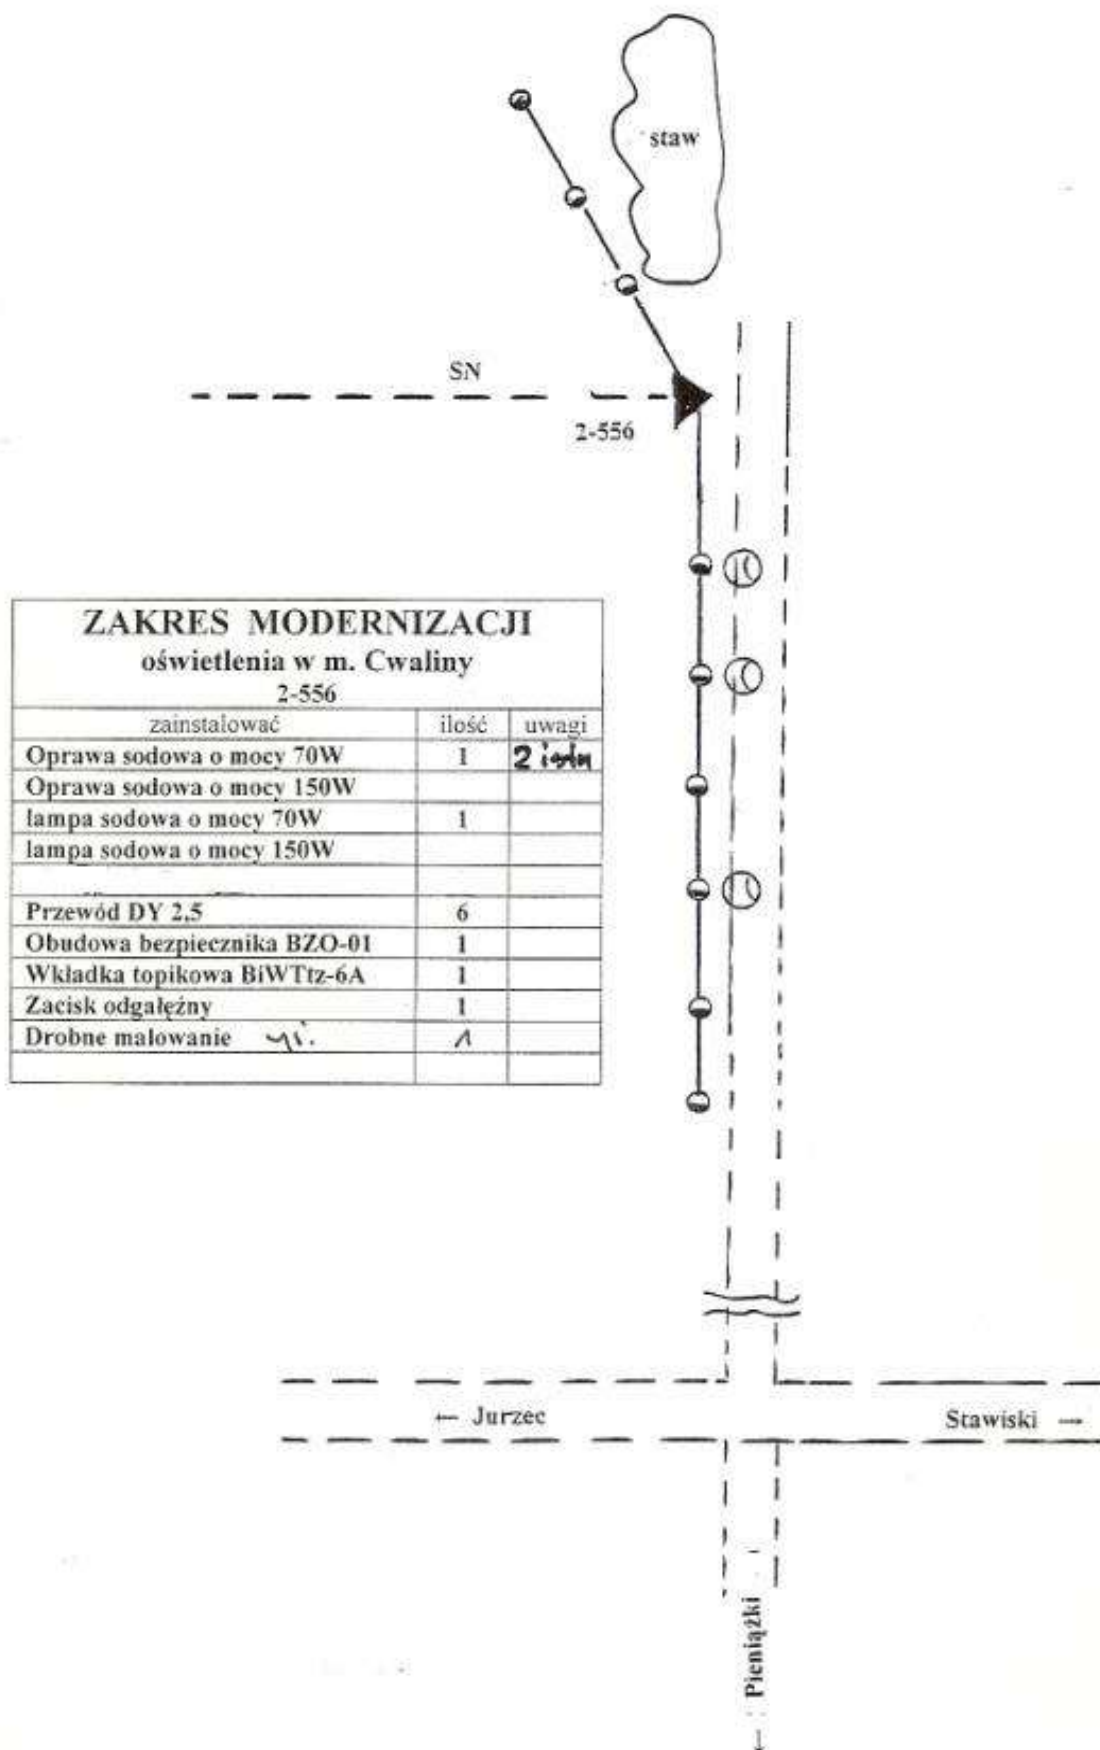 staw
SN
2-556
ZAKRES MODERNIZACJI
oświetlenia w m. Cwaliny
2-556
zainstalować ilość uwagi
Oprawa sodowa o mocy 70W 1 2
Oprawa sodowa o mocy 150W
lampa sodowa o mocy 70W 1
lampa sodowa o mocy 150W
Przewód DY 2,5 6
Obudowa bezpiecznika BZO-01 1
Wkładka topikowa BiWTtz-6A 1
Zacisk odgałęźny 1
Drobne malowanie 1
← Jurzec
Stawiski →
Pieniążki
↓